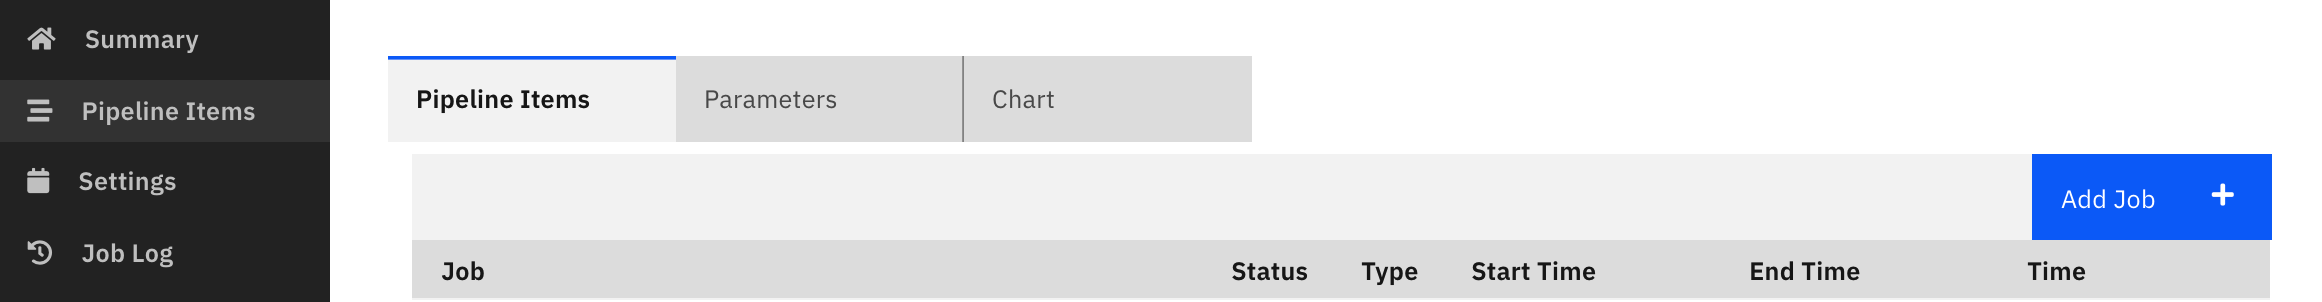 Summary
Pipeline Items
Settings
Job Log
Pipeline Items Parameters Chart
Add Job +
Job Status Type Start Time End Time Time